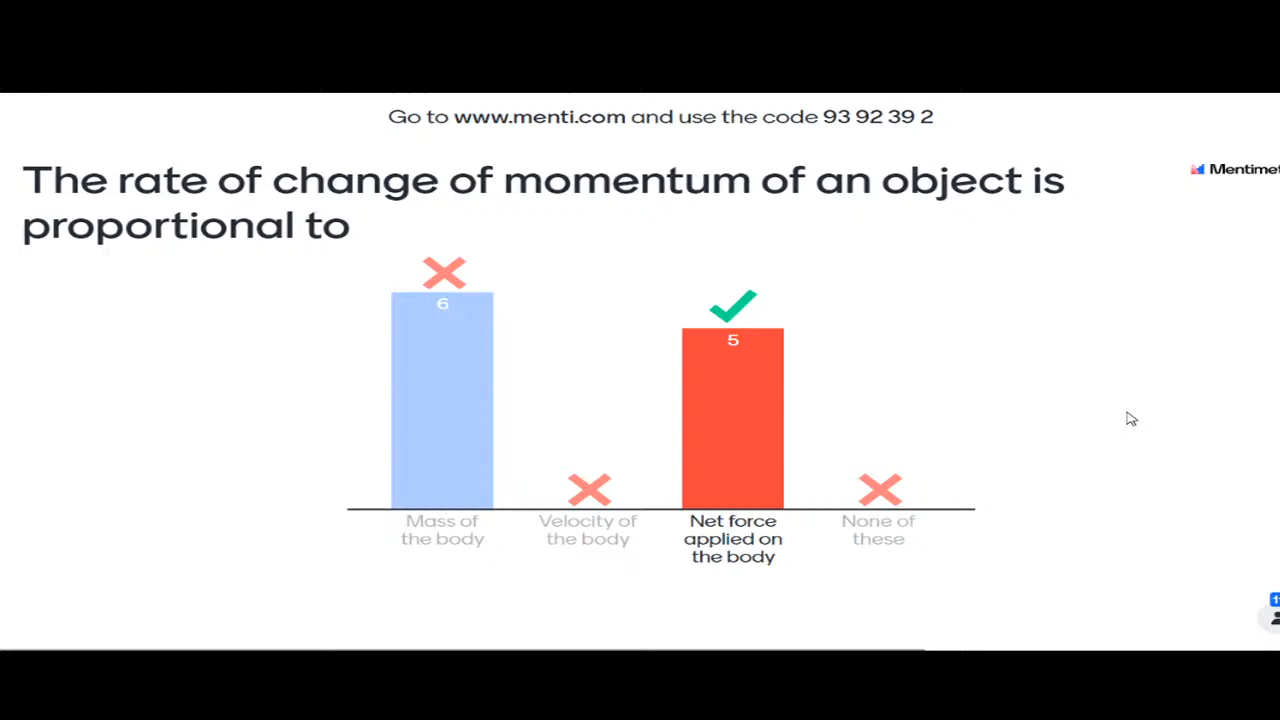 Go to www.menti.com and use the code 93 92 39 2
Mentimet
The rate of change of momentum of an object is
proportional to
6
5
Mass of
the body
Velocity of
the body
Net force
applied on
the body
None of
these